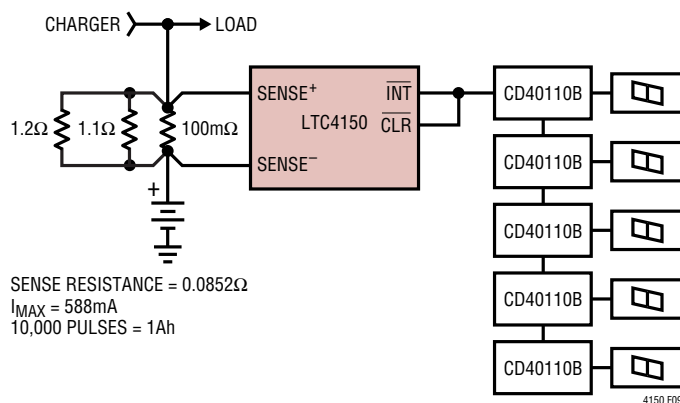 CHARGER
LOAD
1.2Ω
1.1Ω
100mΩ
SENSE+
SENSE−
LTC4150
INT
CLR
CD40110B
CD40110B
CD40110B
CD40110B
CD40110B
+
SENSE RESISTANCE = 0.0852Ω
IMAX = 588mA
10,000 PULSES = 1Ah
4150 F09